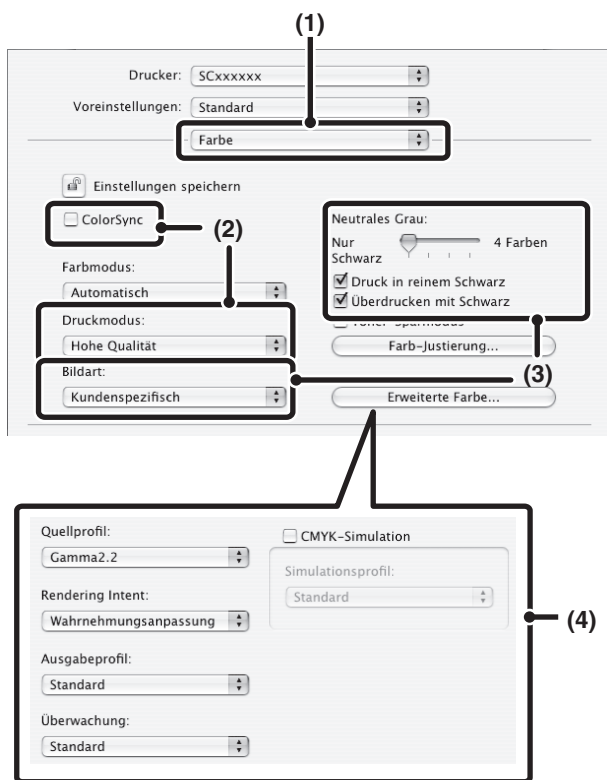 (1)
Drucker: SCxxxxxx
Voreinstellungen: Standard
Farbe
Einstellungen speichern
ColorSync
(2)
Neutrales Grau:
Nur Schwarz
4 Farben
Druck in reinem Schwarz
Überdrucken mit Schwarz
Farbmodus:
Automatisch
Druckmodus:
Hohe Qualität
Toner-Sparmodus
Farb-Justierung...
(3)
Bildart:
Kundenspezifisch
Erweiterte Farbe...
Quellprofil:
Gamma2.2
CMYK-Simulation
Simulationsprofil:
Standard
Rendering Intent:
Wahrnehmungsanpassung
(4)
Ausgabeprofil:
Standard
Überwachung:
Standard